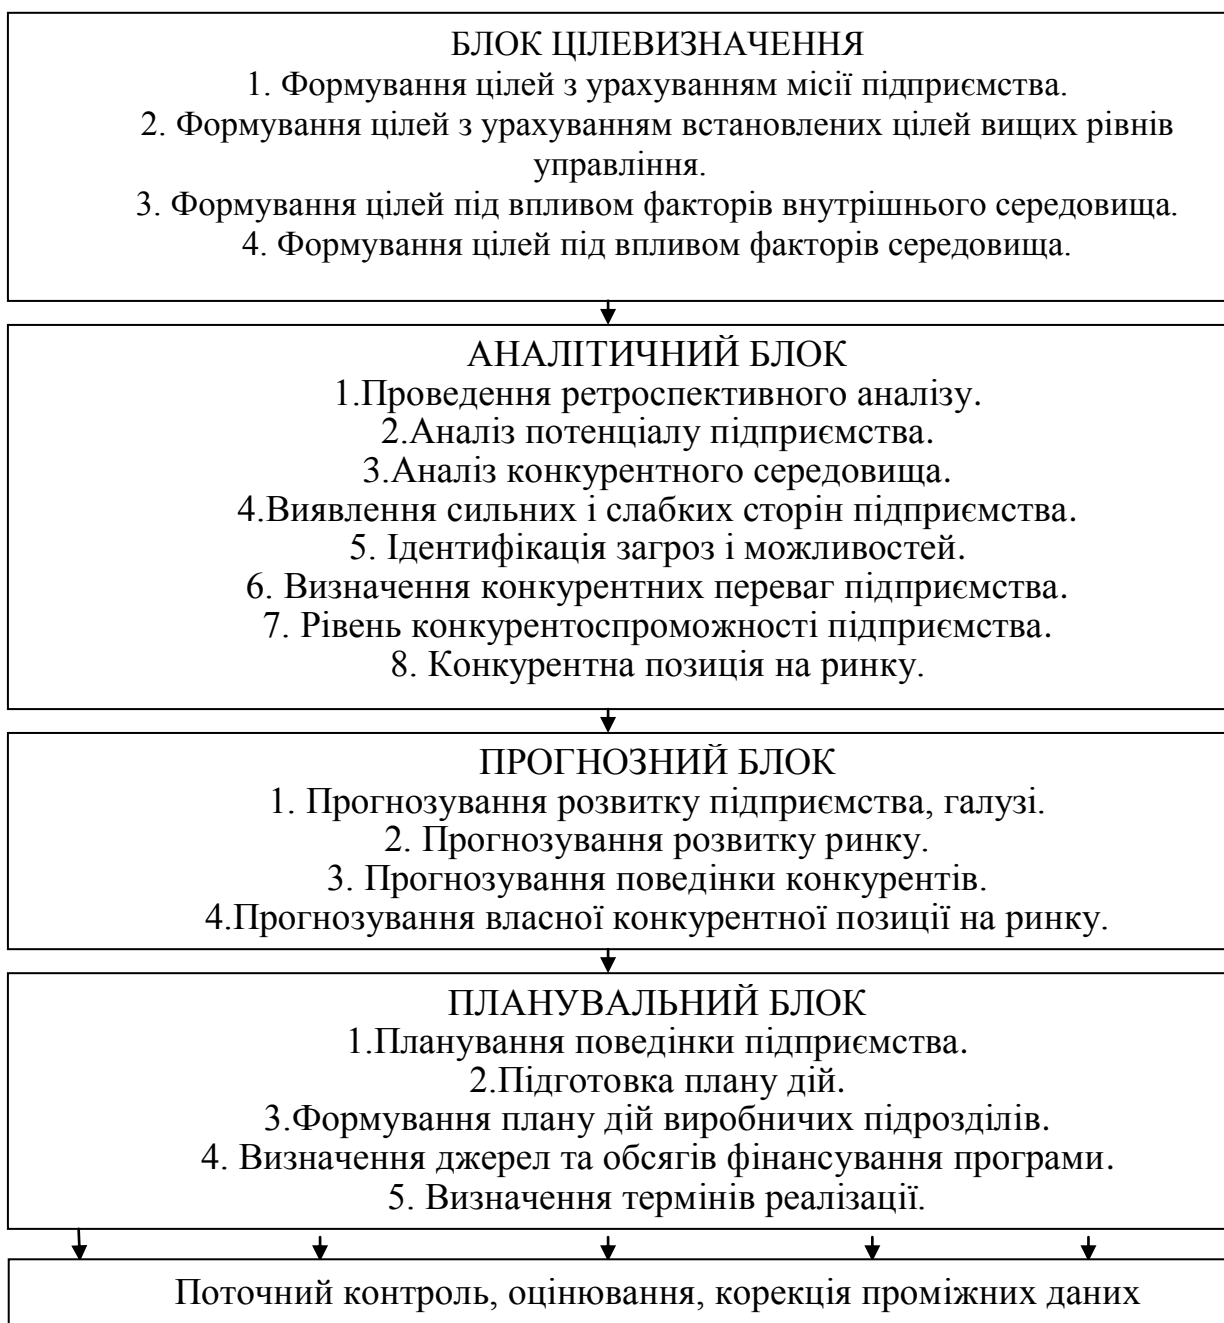 БЛОК ЦІЛЕВИЗНАЧЕННЯ
1. Формування цілей з урахуванням місії підприємства.
2. Формування цілей з урахуванням встановлених цілей вищих рівнів
управління.
3. Формування цілей під впливом факторів внутрішнього середовища.
4. Формування цілей під впливом факторів середовища.
АНАЛІТИЧНИЙ БЛОК
1.Проведення ретроспективного аналізу.
2.Аналіз потенціалу підприємства.
3.Аналіз конкурентного середовища.
4.Виявлення сильних і слабких сторін підприємства.
5. Ідентифікація загроз і можливостей.
6. Визначення конкурентних переваг підприємства.
7. Рівень конкурентоспроможності підприємства.
8. Конкурентна позиція на ринку.
ПРОГНОЗНИЙ БЛОК
1. Прогнозування розвитку підприємства, галузі.
2. Прогнозування розвитку ринку.
3. Прогнозування поведінки конкурентів.
4.Прогнозування власної конкурентної позиції на ринку.
ПЛАНУВАЛЬНИЙ БЛОК
1.Планування поведінки підприємства.
2.Підготовка плану дій.
3.Формування плану дій виробничих підрозділів.
4. Визначення джерел та обсягів фінансування програми.
5. Визначення термінів реалізації.
Поточний контроль, оцінювання, корекція проміжних даних